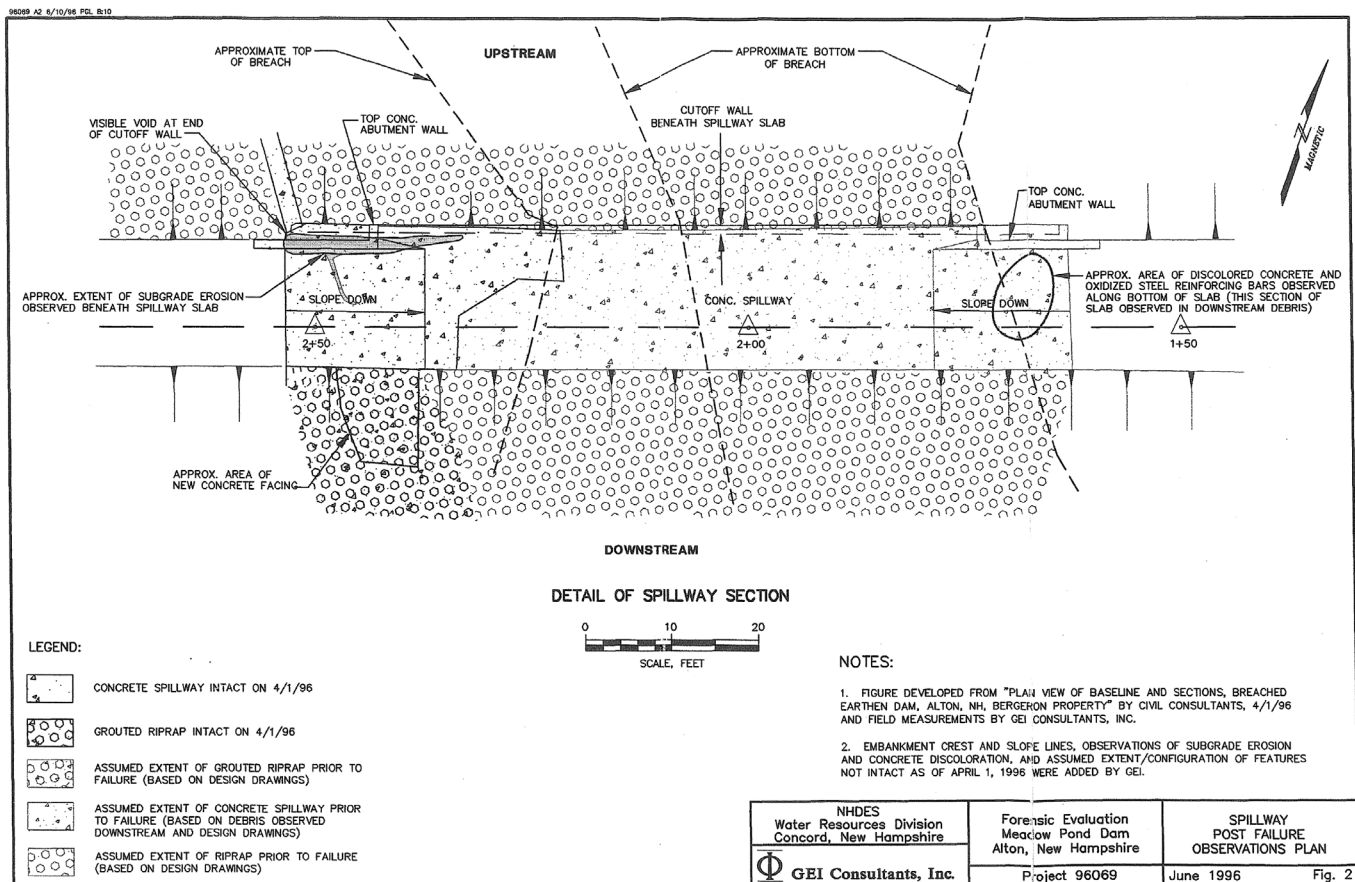 96069 A2 6/10/96 PGL 8:10
APPROXIMATE TOP
OF BREACH
UPSTREAM
APPROXIMATE BOTTOM
OF BREACH
VISIBLE VOID AT END
OF CUTOFF WALL
TOP CONC.
ABUTMENT WALL
CUTOFF WALL
BENEATH SPILLWAY SLAB
MAGNETIC
N
TOP CONC.
ABUTMENT WALL
APPROX. EXTENT OF SUBGRADE EROSION
OBSERVED BENEATH SPILLWAY SLAB
SLOPE DOWN
CONC. SPILLWAY
SLOPE DOWN
APPROX. AREA OF DISCOLORED CONCRETE AND
OXIDIZED STEEL REINFORCING BARS OBSERVED
ALONG BOTTOM OF SLAB (THIS SECTION OF
SLAB OBSERVED IN DOWNSTREAM DEBRIS)
2+50
2+00
1+50
APPROX. AREA OF
NEW CONCRETE FACING
DOWNSTREAM
DETAIL OF SPILLWAY SECTION
0 10 20
SCALE, FEET
LEGEND:
CONCRETE SPILLWAY INTACT ON 4/1/96
GROUTED RIPRAP INTACT ON 4/1/96
ASSUMED EXTENT OF GROUTED RIPRAP PRIOR TO
FAILURE (BASED ON DESIGN DRAWINGS)
ASSUMED EXTENT OF CONCRETE SPILLWAY PRIOR
TO FAILURE (BASED ON DEBRIS OBSERVED
DOWNSTREAM AND DESIGN DRAWINGS)
ASSUMED EXTENT OF RIPRAP PRIOR TO FAILURE
(BASED ON DESIGN DRAWINGS)
NOTES:
1. FIGURE DEVELOPED FROM "PLAN VIEW OF BASELINE AND SECTIONS, BREACHED
EARTHEN DAM, ALTON, NH, BERGERON PROPERTY" BY CIVIL CONSULTANTS, 4/1/96
AND FIELD MEASUREMENTS BY GEI CONSULTANTS, INC.
2. EMBANKMENT CREST AND SLOPE LINES, OBSERVATIONS OF SUBGRADE EROSION
AND CONCRETE DISCOLORATION, AND ASSUMED EXTENT/CONFIGURATION OF FEATURES
NOT INTACT AS OF APRIL 1, 1996 WERE ADDED BY GEI.
NHDES
Water Resources Division
Concord, New Hampshire
GEI Consultants, Inc.
Forensic Evaluation
Meadow Pond Dam
Alton, New Hampshire
Project 96069
SPILLWAY
POST FAILURE
OBSERVATIONS PLAN
June 1996 Fig. 2